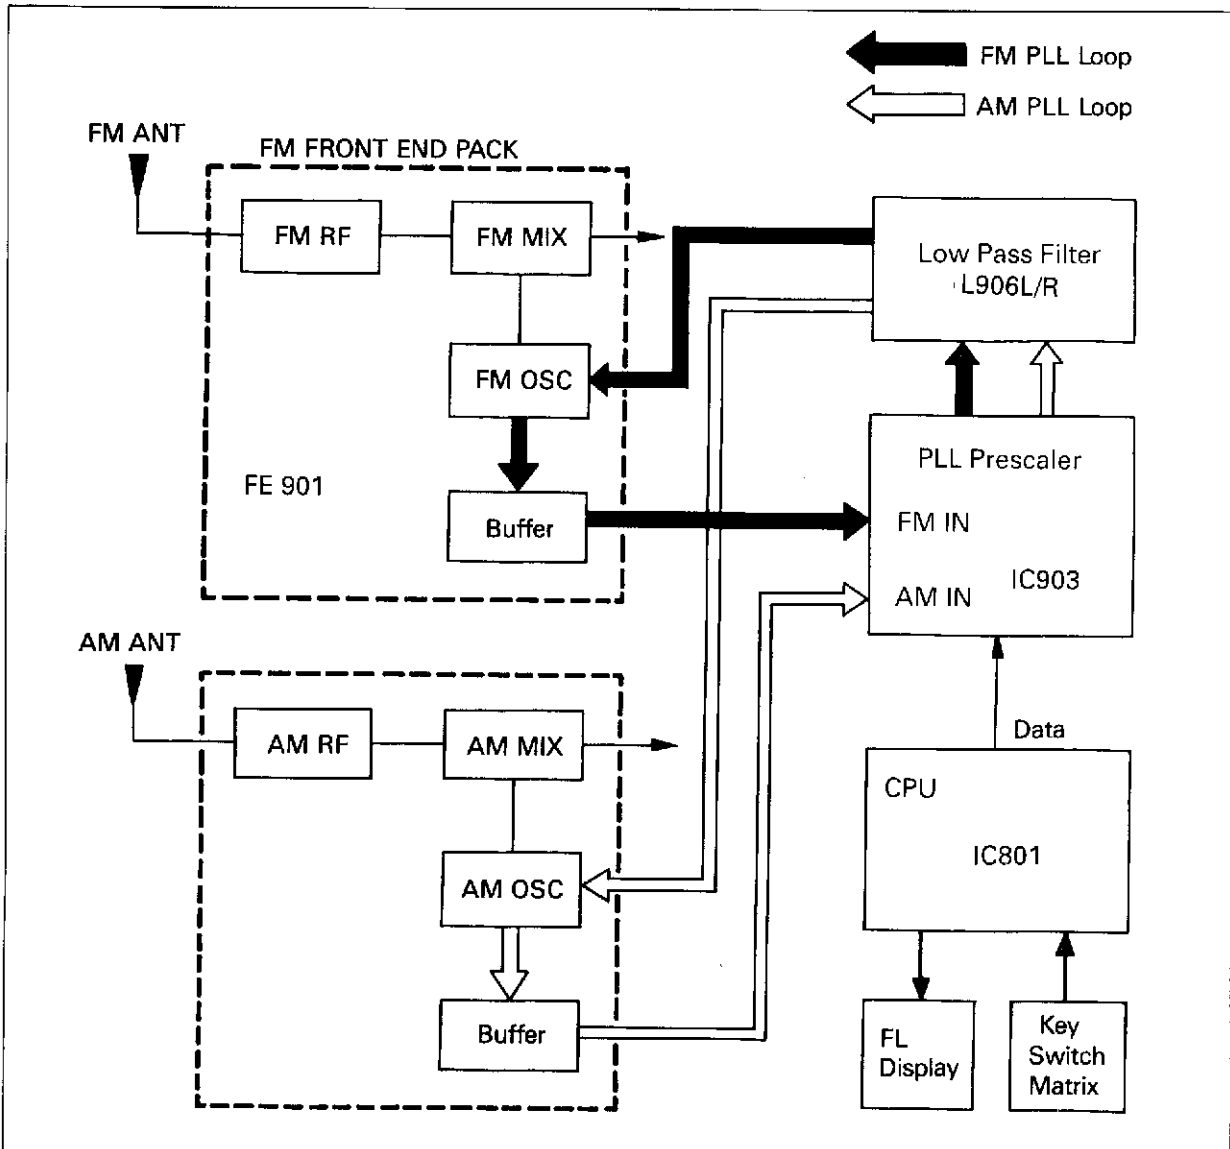 FM PLL Loop
AM PLL Loop
FM ANT
FM FRONT END PACK
FM RF
FM MIX
Low Pass Filter
L906L/R
FM OSC
PLL Prescaler
FE 901
Buffer
FM IN
IC903
AM IN
AM ANT
AM RF
AM MIX
Data
CPU
IC801
AM OSC
Buffer
FL
Display
Key
Switch
Matrix